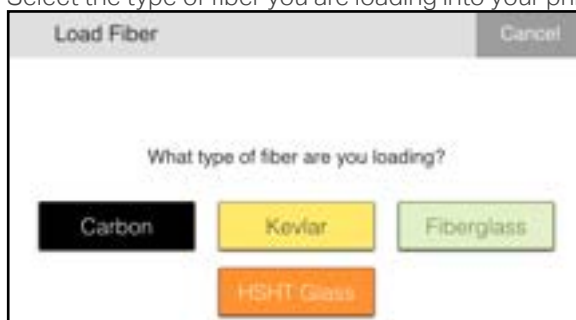 Select the type of fiber you are loading into your
Load Fiber Cancel
What type of fiber are you loading?
Carbon Kevlar Fiberglass
HSHT Glass